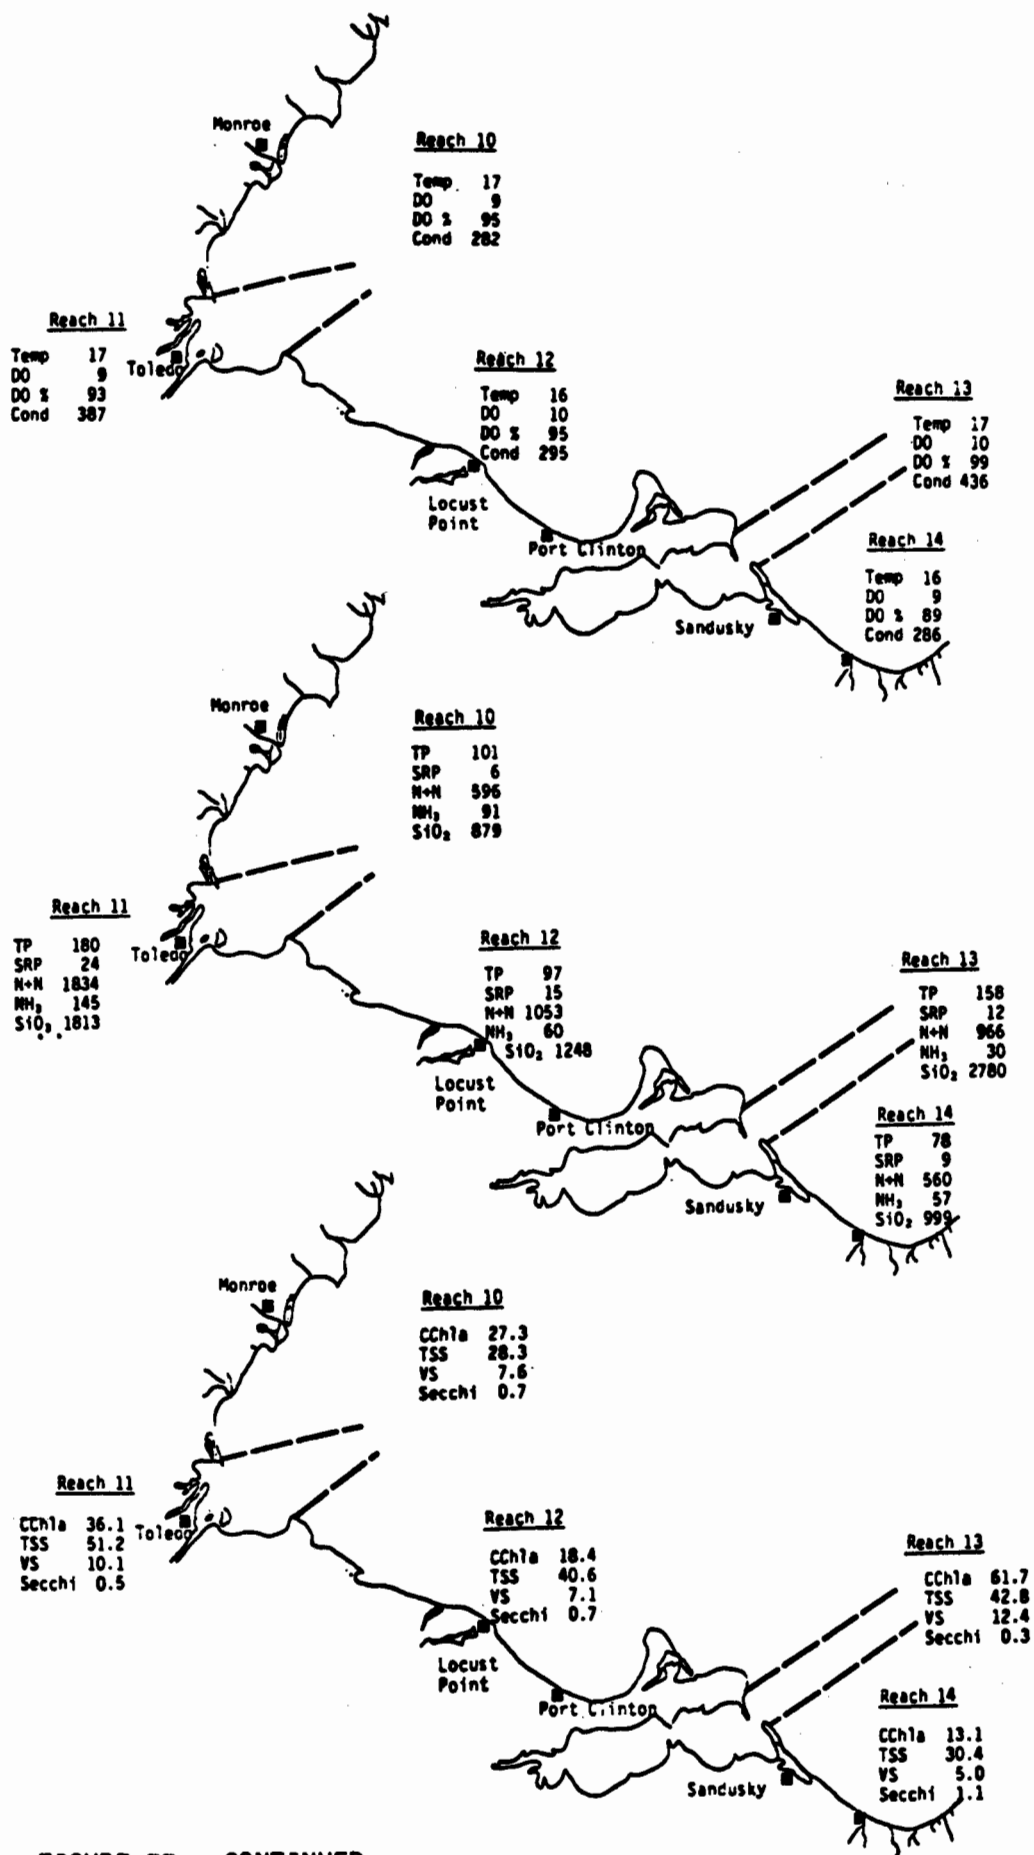 Monroe
Reach 10
Temp. 17
DO 9
DO % 95
Cond 282
Reach 11
Temp 17
DO 9
DO % 93
Cond 387
Toledo
Reach 12
Temp 16
DO 10
DO % 95
Cond 295
Locust
Point
Port Clinton
Reach 13
Temp 17
DO 10
DO % 99
Cond 436
Reach 14
Temp 16
DO 9
DO % 89
Cond 286
Sandusky
Monroe
Reach 10
TP 101
SRP 6
N+N 596
NH₃ 91
SiO₂ 879
Reach 11
TP 180
SRP 24
N+N 1834
NH₃ 145
SiO₃ 1813
Toledo
Reach 12
TP 97
SRP 15
N+N 1053
NH₃ 60
SiO₂ 1248
Locust
Point
Port Clinton
Reach 13
TP 158
SRP 12
N+N 966
NH₃ 30
SiO₂ 2780
Reach 14
TP 78
SRP 9
N+N 560
NH₃ 57
SiO₂ 999
Sandusky
Monroe
Reach 10
CChla 27.3
TSS 28.3
VS 7.6
Secchi 0.7
Reach 11
CChla 36.1
TSS 51.2
VS 10.1
Secchi 0.5
Toledo
Reach 12
CChla 18.4
TSS 40.6
VS 7.1
Secchi 0.7
Locust
Point
Port Clinton
Reach 13
CChla 61.7
TSS 42.8
VS 12.4
Secchi 0.3
Reach 14
CChla 13.1
TSS 30.4
VS 5.0
Secchi 1.1
Sandusky
CONTINUED